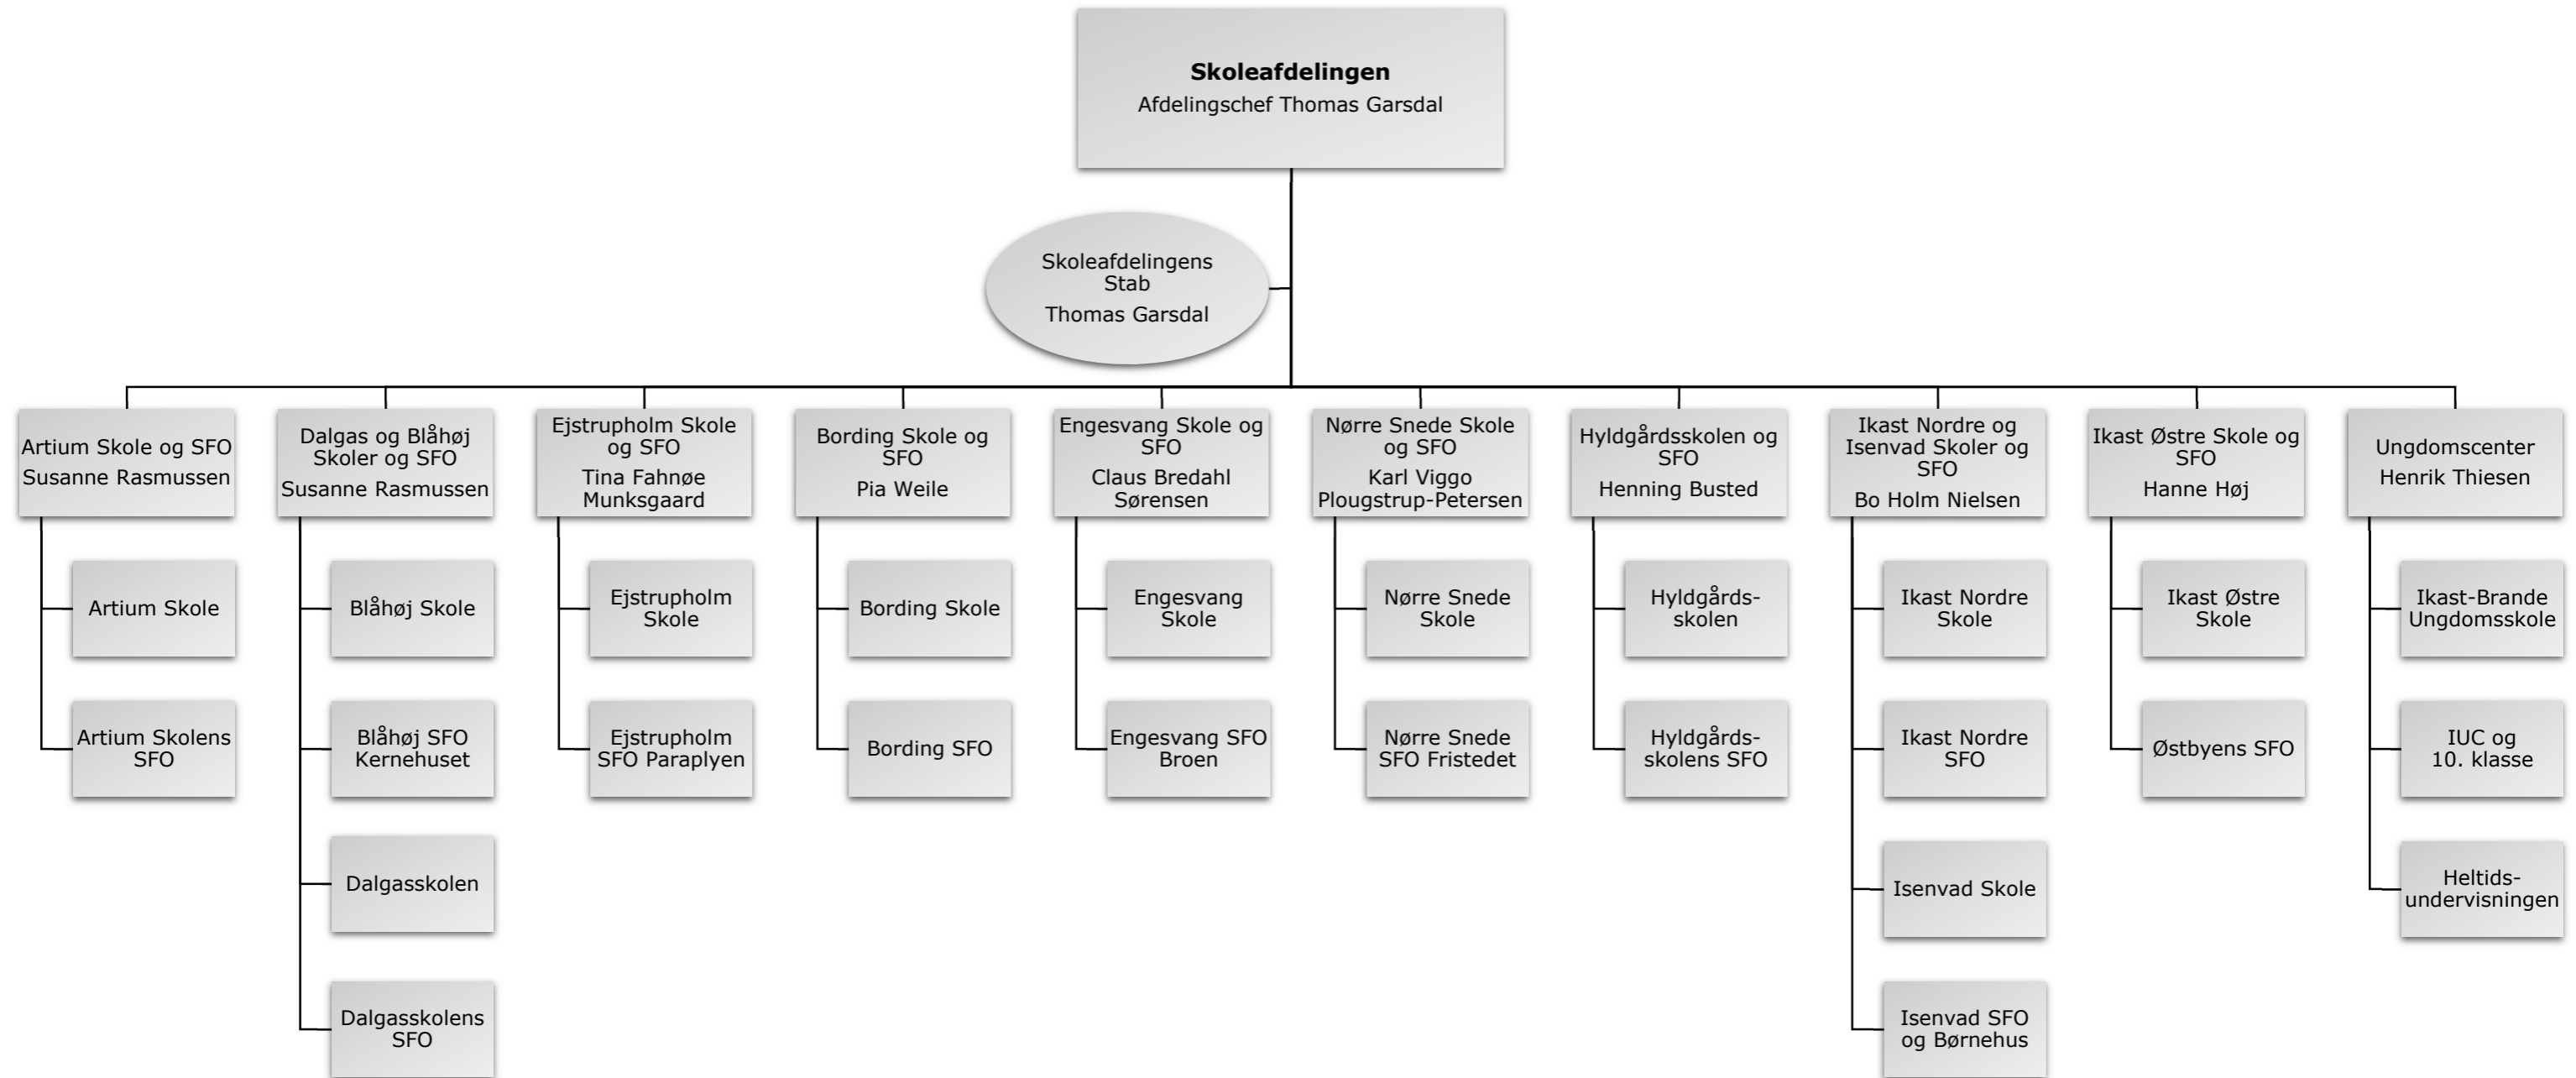 Skoleafdelingen
Afdelingschef Thomas Garsdal
Skoleafdelingens
Stab
Thomas Garsdal
Artium Skole og SFO
Susanne Rasmussen
Dalgas og Blåhøj
Skoler og SFO
Susanne Rasmussen
Ejstrupholm Skole
og SFO
Tina Fahnøe
Munksgaard
Bording Skole og
SFO
Pia Weile
Engesvang Skole og
SFO
Claus Bredahl
Sørensen
Nørre Snede Skole
og SFO
Karl Viggo
Plougstrup-Petersen
Hyldgårdsskolen og
SFO
Henning Busted
Ikast Nordre og
Isenvad Skoler og
SFO
Bo Holm Nielsen
Ikast Østre Skole og
SFO
Hanne Høj
Ungdomscenter
Henrik Thiesen
Artium Skole
Artium Skolens
SFO
Blåhøj Skole
Blåhøj SFO
Kernehuset
Dalgasskolen
Dalgasskolens
SFO
Ejstrupholm
Skole
Ejstrupholm
SFO Paraplyen
Bording Skole
Bording SFO
Engesvang
Skole
Engesvang SFO
Broen
Nørre Snede
Skole
Nørre Snede
SFO Fristedet
Hyldgårds-
skolen
Hyldgårds-
skolens SFO
Ikast Nordre
Skole
Ikast Nordre
SFO
Isenvad Skole
Isenvad SFO
og Børnehus
Ikast Østre
Skole
Østbyens SFO
Ikast-Brande
Ungdomsskole
IUC og
10. klasse
Heltids-
undervisningen